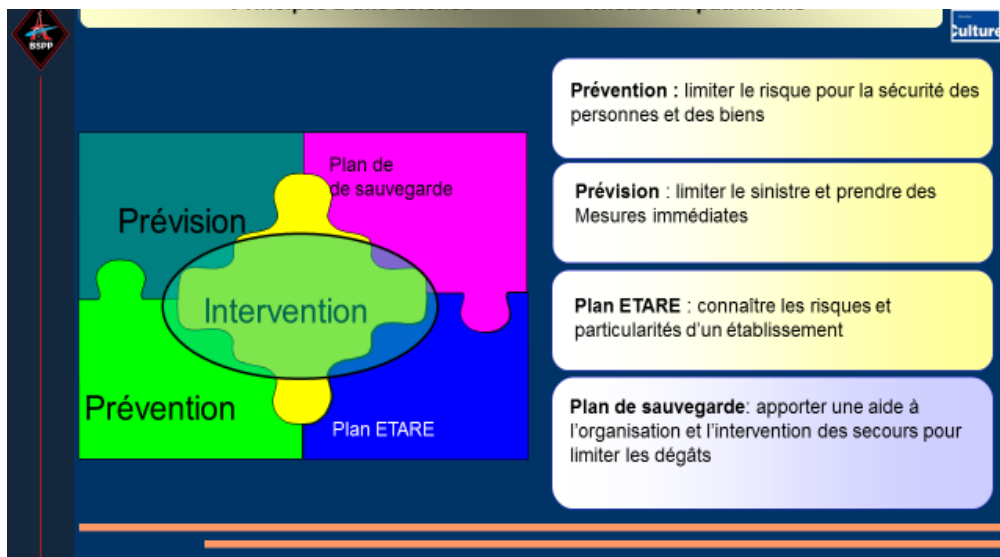 BSPP
Culture
Prévention : limiter le risque pour la sécurité des
personnes et des biens
Plan de
de sauvegarde
Prévision
Prévision : limiter le sinistre et prendre des
Mesures immédiates
Intervention
Plan ETARE : connaître les risques et
particularités d'un établissement
Prévention
Plan ETARE
Plan de sauvegarde: apporter une aide à
l'organisation et l'intervention des secours pour
limiter les dégâts